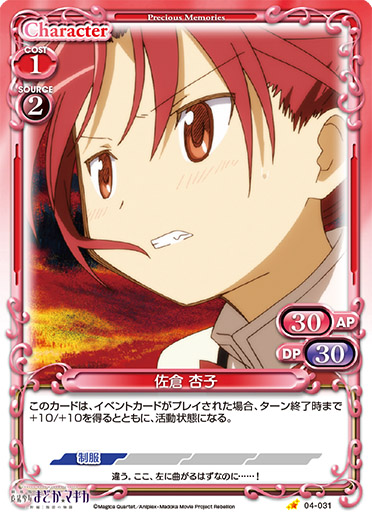 Precious Memories
Character
COST
1
SOURCE
2
30 AP
DP 30
佐倉 杏子
このカードは、イベントカードがプレイされた場合、ターン終了時まで
+10/+10を得るとともに、活動状態になる。
制服
違う。ここ、左に曲がるはずなのに……!
魔法少女まどか☆マギカ
©Magica Quartet/Aniplex・Madoka Movie Project Rebellion
04-031